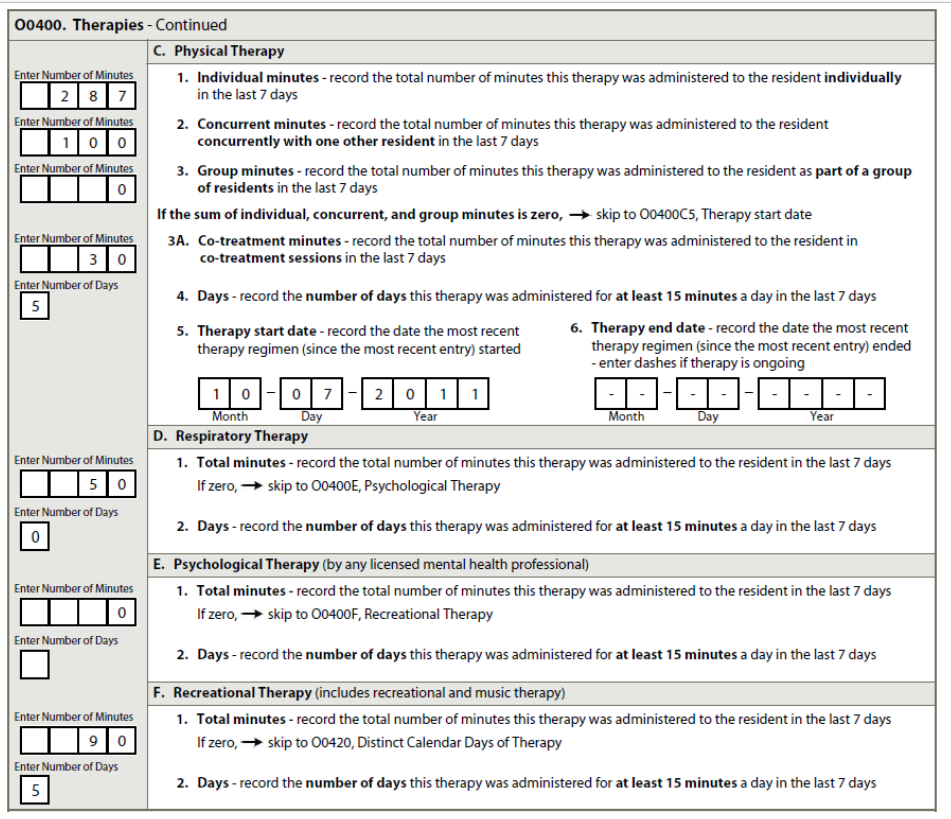 O0400. Therapies - Continued
C. Physical Therapy
Enter Number of Minutes
2 8 7
1. Individual minutes - record the total number of minutes this therapy was administered to the resident individually
in the last 7 days
Enter Number of Minutes
1 0 0
2. Concurrent minutes - record the total number of minutes this therapy was administered to the resident
concurrently with one other resident in the last 7 days
Enter Number of Minutes
0
3. Group minutes - record the total number of minutes this therapy was administered to the resident as part of a group
of residents in the last 7 days
If the sum of individual, concurrent, and group minutes is zero, → skip to O0400C5, Therapy start date
Enter Number of Minutes
3 0
3A. Co-treatment minutes - record the total number of minutes this therapy was administered to the resident in
co-treatment sessions in the last 7 days
Enter Number of Days
5
4. Days - record the number of days this therapy was administered for at least 15 minutes a day in the last 7 days
5. Therapy start date - record the date the most recent
therapy regimen (since the most recent entry) started
1 0 - 0 7 - 2 0 1 1
Month Day Year
6. Therapy end date - record the date the most recent
therapy regimen (since the most recent entry) ended
- enter dashes if therapy is ongoing
- - - - - - - - - -
Month Day Year
D. Respiratory Therapy
Enter Number of Minutes
5 0
1. Total minutes - record the total number of minutes this therapy was administered to the resident in the last 7 days
If zero, → skip to O0400E, Psychological Therapy
Enter Number of Days
0
2. Days - record the number of days this therapy was administered for at least 15 minutes a day in the last 7 days
E. Psychological Therapy (by any licensed mental health professional)
Enter Number of Minutes
0
1. Total minutes - record the total number of minutes this therapy was administered to the resident in the last 7 days
If zero, → skip to O0400F, Recreational Therapy
Enter Number of Days
2. Days - record the number of days this therapy was administered for at least 15 minutes a day in the last 7 days
F. Recreational Therapy (includes recreational and music therapy)
Enter Number of Minutes
9 0
1. Total minutes - record the total number of minutes this therapy was administered to the resident in the last 7 days
If zero, → skip to O0420, Distinct Calendar Days of Therapy
Enter Number of Days
5
2. Days - record the number of days this therapy was administered for at least 15 minutes a day in the last 7 days